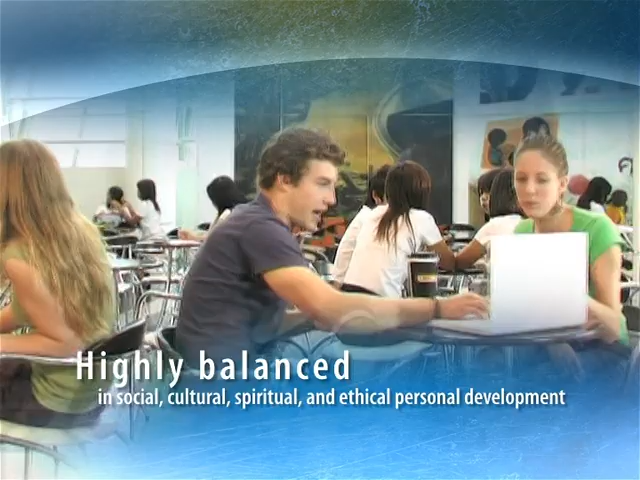 Highly balanced
in social, cultural, spiritual, and ethical personal development